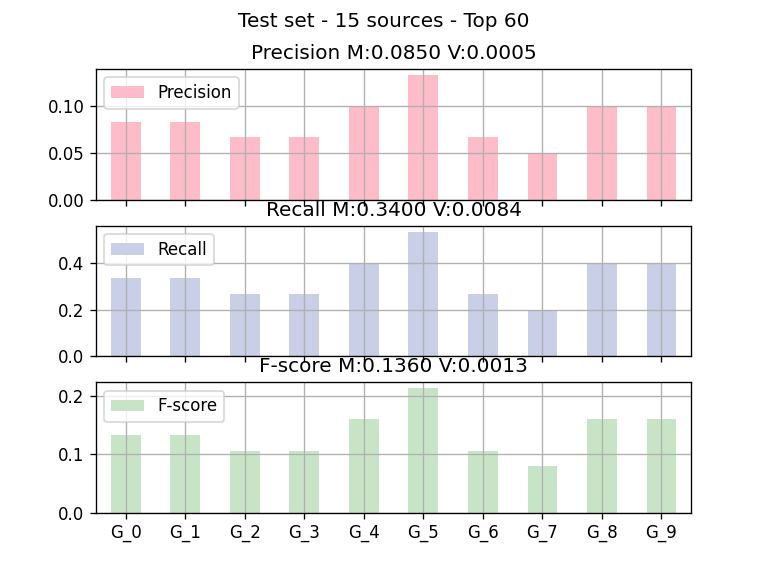 Test set - 15 sources - Top 60
Precision M:0.0850 V:0.0005
Precision
0.10
0.05
0.00
Recall M:0.3400 V:0.0084
Recall
0.4
0.2
0.0
F-score M:0.1360 V:0.0013
F-score
0.2
0.1
0.0
G_0 G_1 G_2 G_3 G_4 G_5 G_6 G_7 G_8 G_9